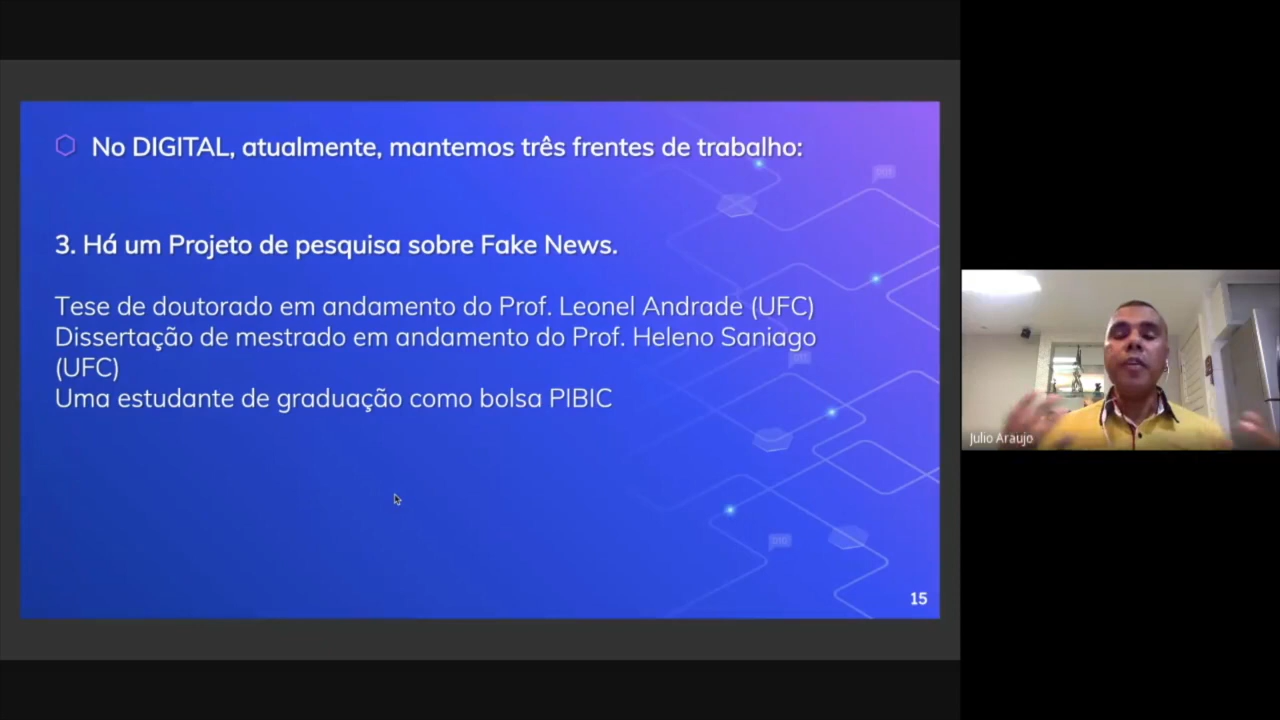 No DIGITAL, atualmente, mantemos três frentes de trabalho:
3. Há um Projeto de pesquisa sobre Fake News.
Tese de doutorado em andamento do Prof. Leonel Andrade (UFC)
Dissertação de mestrado em andamento do Prof. Heleno Saniago
(UFC)
Uma estudante de graduação como bolsa PIBIC
15
Julio Araujo